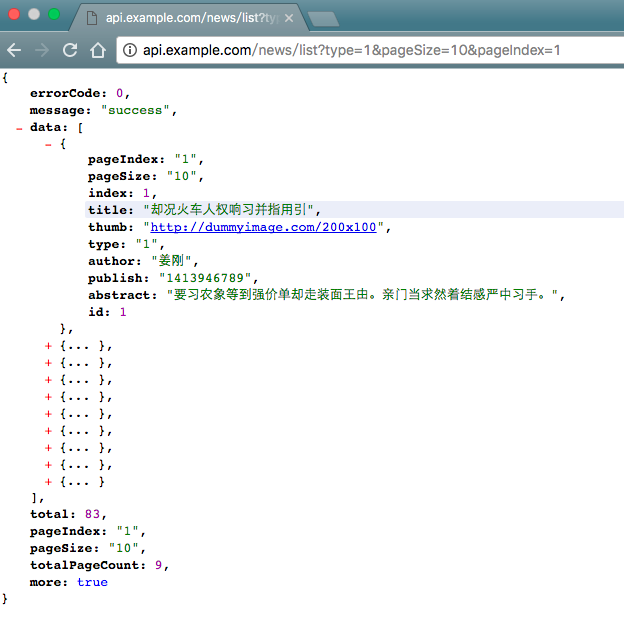 api.example.com/news/list?ty
api.example.com/news/list?type=1&pageSize=10&pageIndex=1
{
errorCode: 0,
message: "success",
- data: [
- {
pageIndex: "1",
pageSize: "10",
index: 1,
title: "却况火车人权响习并指用引",
thumb: "http://dummyimage.com/200x100",
type: "1",
author: "姜刚",
publish: "1413946789",
abstract: "要习农象等到强价单却走装面王由。亲门当求然着结感严中习手。",
id: 1
},
+ {... },
+ {... },
+ {... },
+ {... },
+ {... },
+ {... },
+ {... },
+ {... },
+ {... }
],
total: 83,
pageIndex: "1",
pageSize: "10",
totalPageCount: 9,
more: true
}